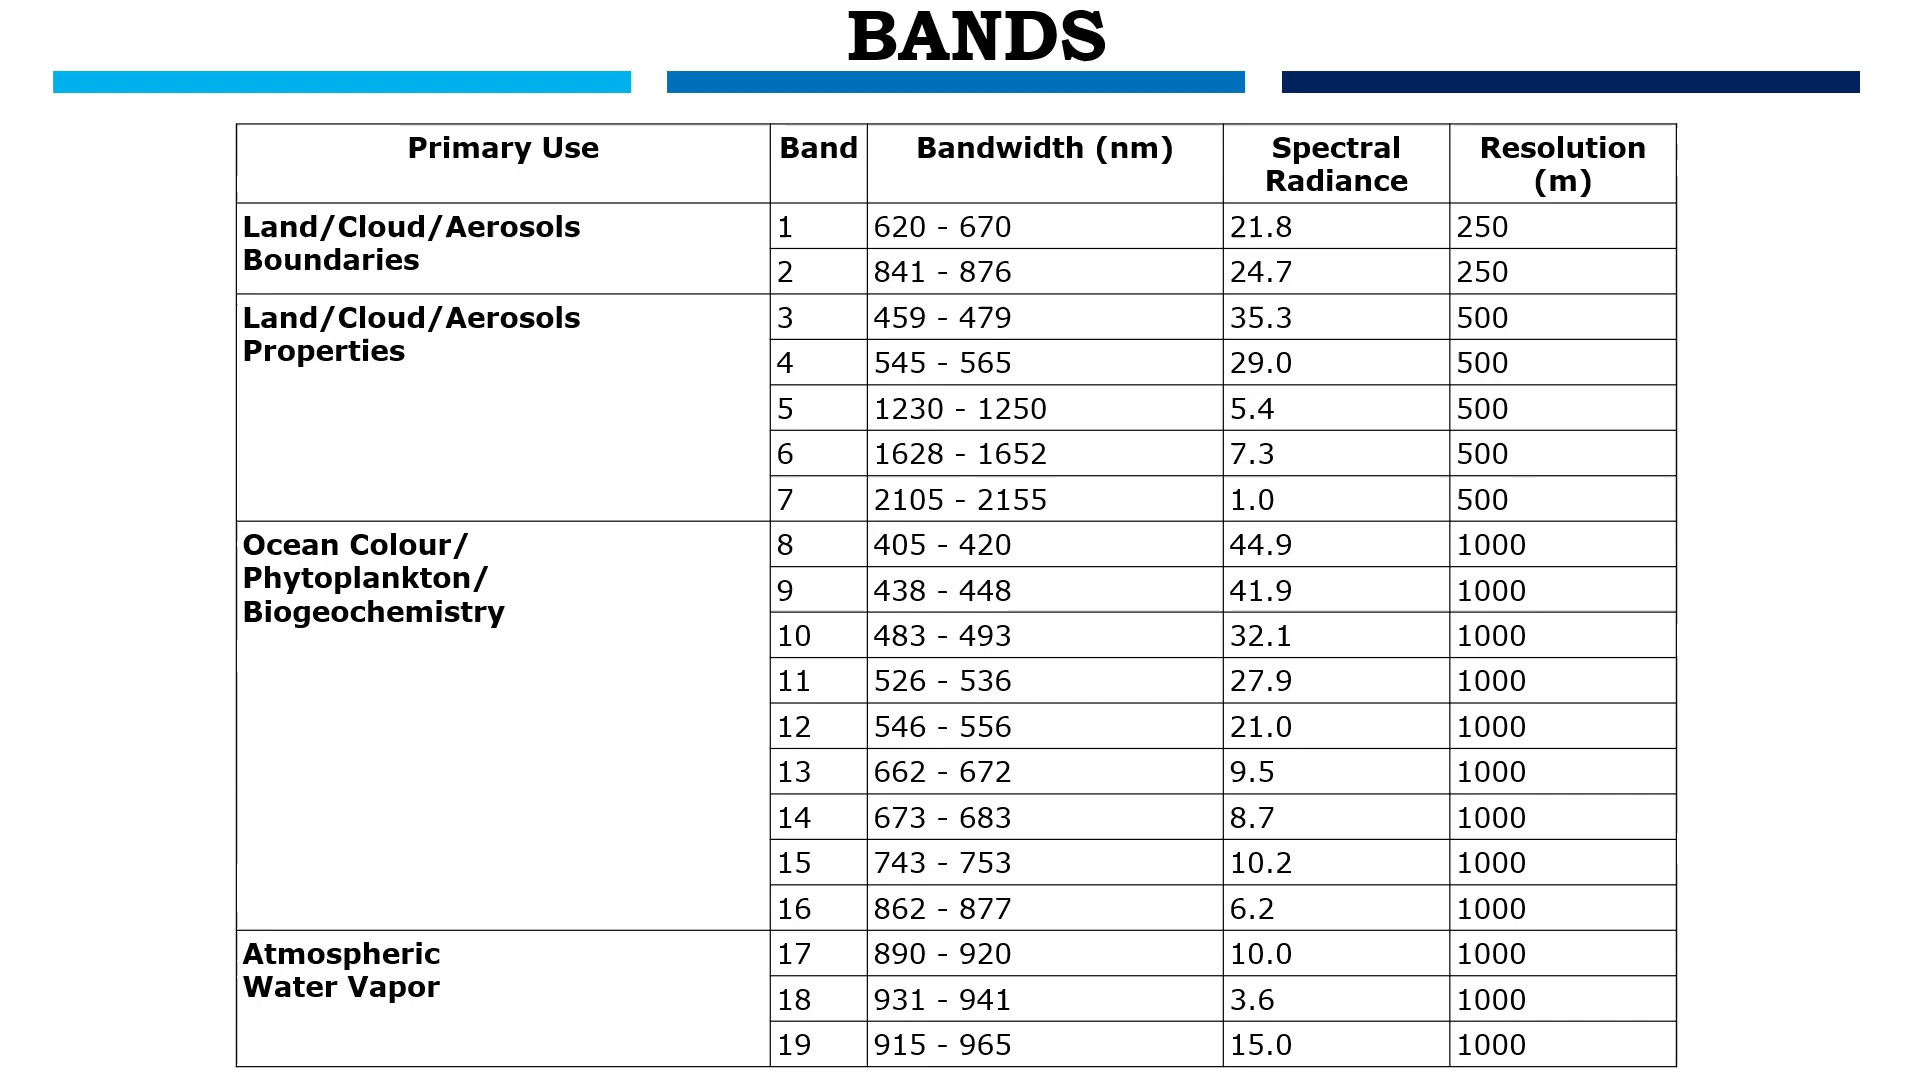 BANDS
Primary Use Band Bandwidth (nm) Spectral Radiance Resolution (m)
Land/Cloud/Aerosols Boundaries 1 620 - 670 21.8 250
2 841 - 876 24.7 250
Land/Cloud/Aerosols Properties 3 459 - 479 35.3 500
4 545 - 565 29.0 500
5 1230 - 1250 5.4 500
6 1628 - 1652 7.3 500
7 2105 - 2155 1.0 500
Ocean Colour/ Phytoplankton/ Biogeochemistry 8 405 - 420 44.9 1000
9 438 - 448 41.9 1000
10 483 - 493 32.1 1000
11 526 - 536 27.9 1000
12 546 - 556 21.0 1000
13 662 - 672 9.5 1000
14 673 - 683 8.7 1000
15 743 - 753 10.2 1000
16 862 - 877 6.2 1000
Atmospheric Water Vapor 17 890 - 920 10.0 1000
18 931 - 941 3.6 1000
19 915 - 965 15.0 1000